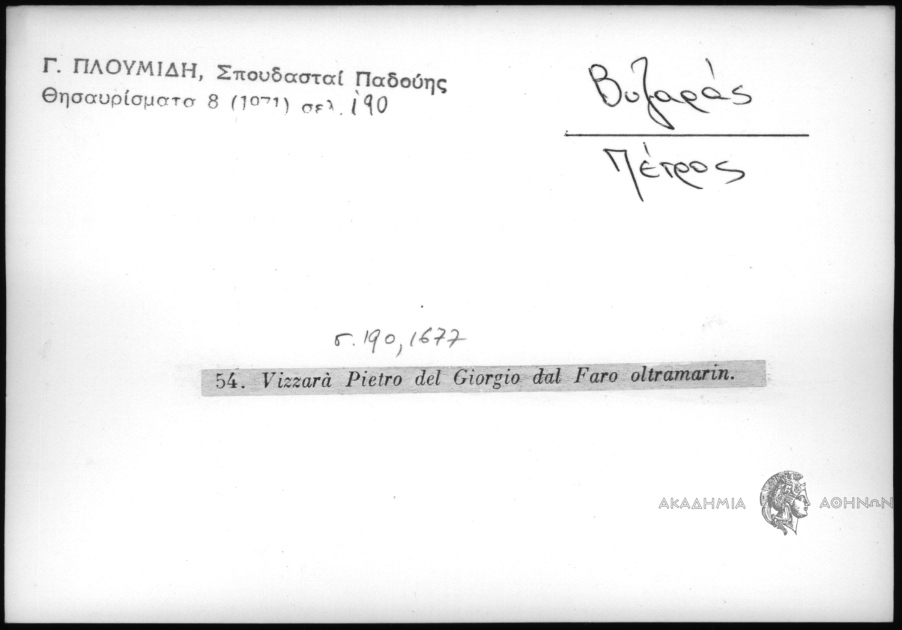 Γ. ΠΛΟΥΜΙΔΗ, Σπουδασταί Παδούης
Θησαυρίσματα 8 (1971) σελ. 190
Βυζαράς
Πέτρος
σ. 190, 1677
54. Vizzarà Pietro del Giorgio dal Faro oltramarin.
ΑΚΑΔΗΜΙΑ ΑΘΗΝΩΝ